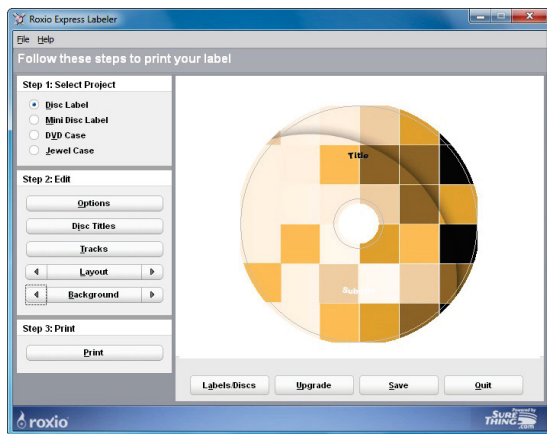 Roxio Express Labeler
File Help
Follow these steps to print your label
Step 1: Select Project
Disc Label
Mini Disc Label
DVD Case
Jewel Case
Step 2: Edit
Options
Disc Titles
Tracks
Layout
Background
Step 3: Print
Print
Title
Labels/Discs Upgrade Save Quit
roxio
Powered by
SURE
THING
.com